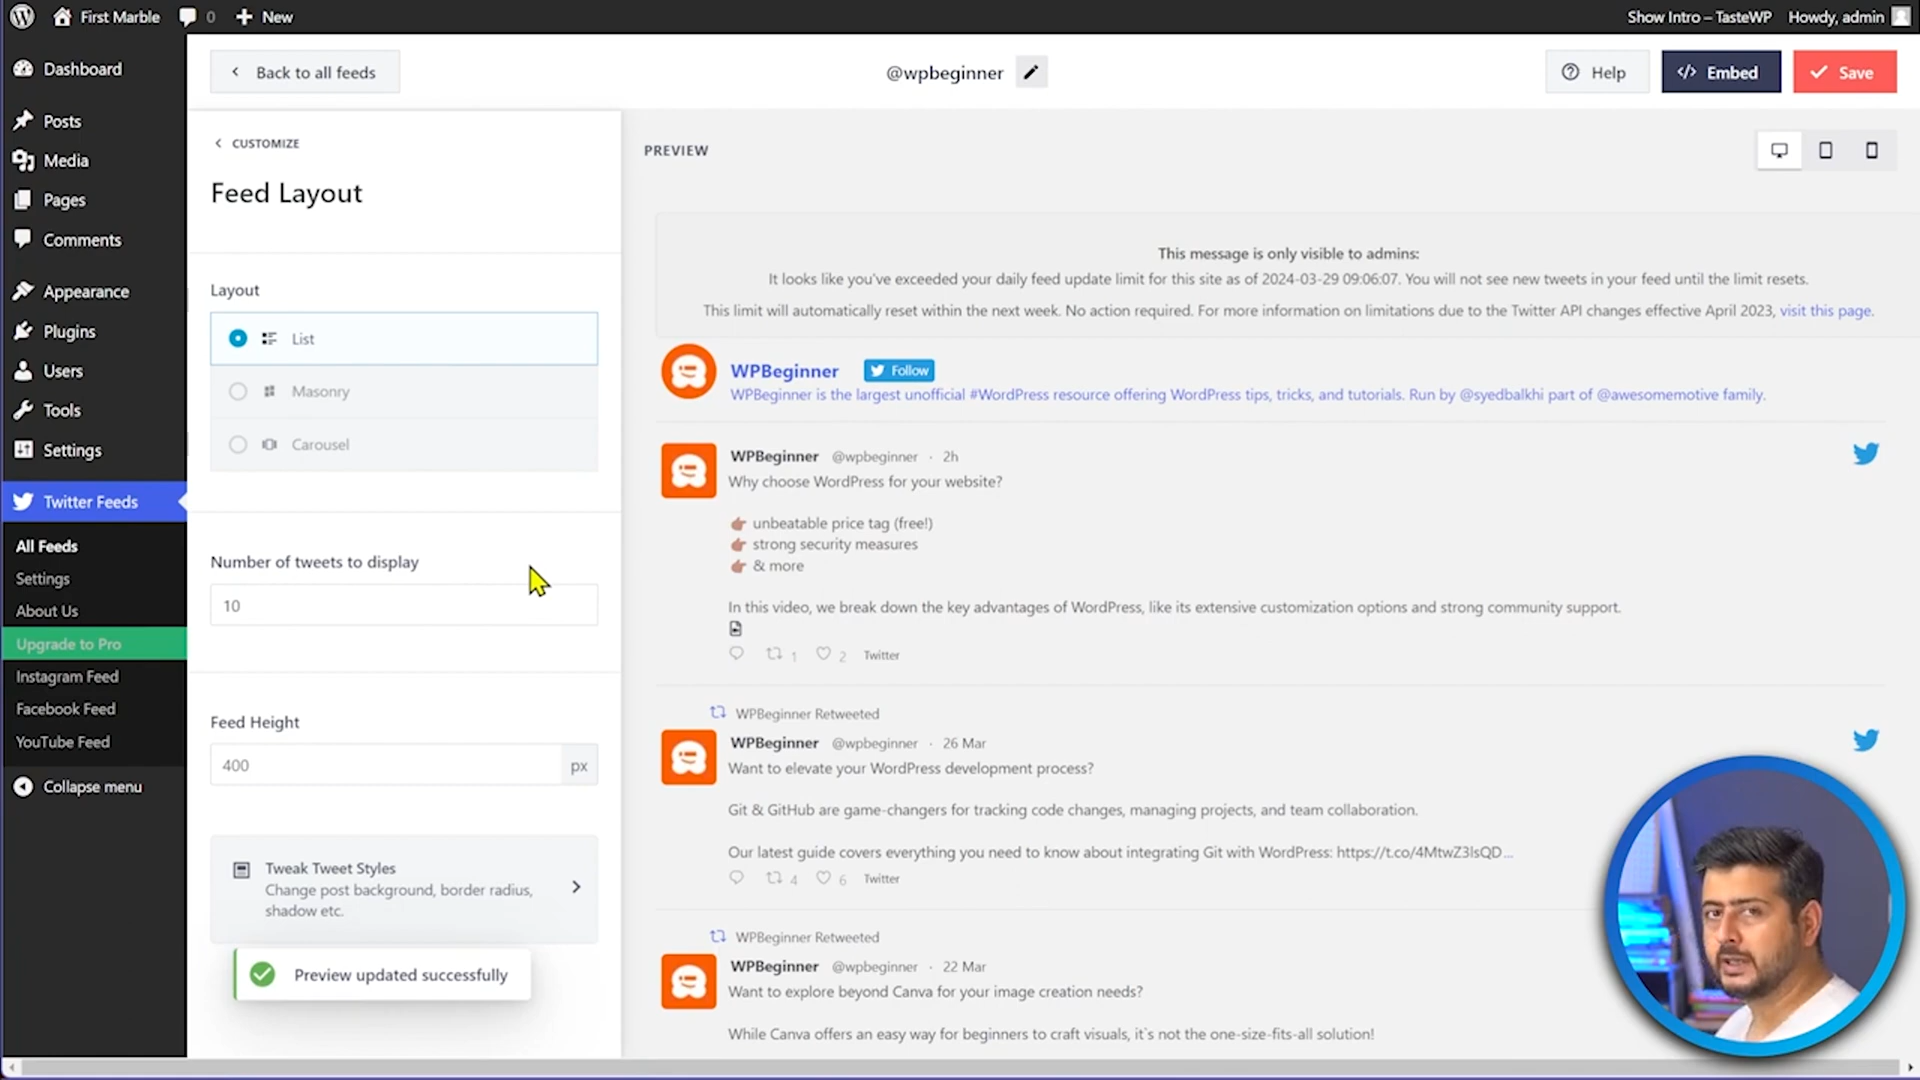 First Marble
0
New
Show Intro – TasteWP
Howdy, admin
Dashboard
Posts
Media
Pages
Comments
Appearance
Plugins
Users
Tools
Settings
Twitter Feeds
All Feeds
Settings
About Us
Upgrade to Pro
Instagram Feed
Facebook Feed
YouTube Feed
Collapse menu
Back to all feeds
@wpbeginner
Help
Embed
Save
CUSTOMIZE
Feed Layout
Layout
List
Masonry
Carousel
Number of tweets to display
10
Feed Height
400
px
Tweak Tweet Styles
Change post background, border radius,
shadow etc.
Preview updated successfully
PREVIEW
This message is only visible to admins:
It looks like you've exceeded your daily feed update limit for this site as of 2024-03-29 09:06:07. You will not see new tweets in your feed until the limit resets.
This limit will automatically reset within the next week. No action required. For more information on limitations due to the Twitter API changes effective April 2023, visit this page.
WPBeginner
Follow
WPBeginner is the largest unofficial #WordPress resource offering WordPress tips, tricks, and tutorials. Run by @syedbalkhi part of @awesomemotive family.
WPBeginner @wpbeginner · 2h
Why choose WordPress for your website?
unbeatable price tag (free!)
strong security measures
& more
In this video, we break down the key advantages of WordPress, like its extensive customization options and strong community support.
1 2 Twitter
WPBeginner Retweeted
WPBeginner @wpbeginner · 26 Mar
Want to elevate your WordPress development process?
Git & GitHub are game-changers for tracking code changes, managing projects, and team collaboration.
Our latest guide covers everything you need to know about integrating Git with WordPress: https://t.co/4MtwZ3lsQD...
4 6 Twitter
WPBeginner Retweeted
WPBeginner @wpbeginner · 22 Mar
Want to explore beyond Canva for your image creation needs?
While Canva offers an easy way for beginners to craft visuals, it`s not the one-size-fits-all solution!